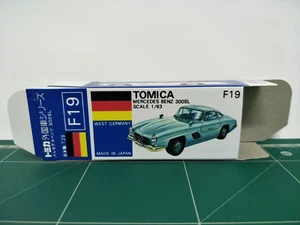 トミカ外国車シリーズ
F19
TOMICA
MERCEDES BENZ 300SL
SCALE 1/63
F19
WEST GERMANY
MADE IN JAPAN